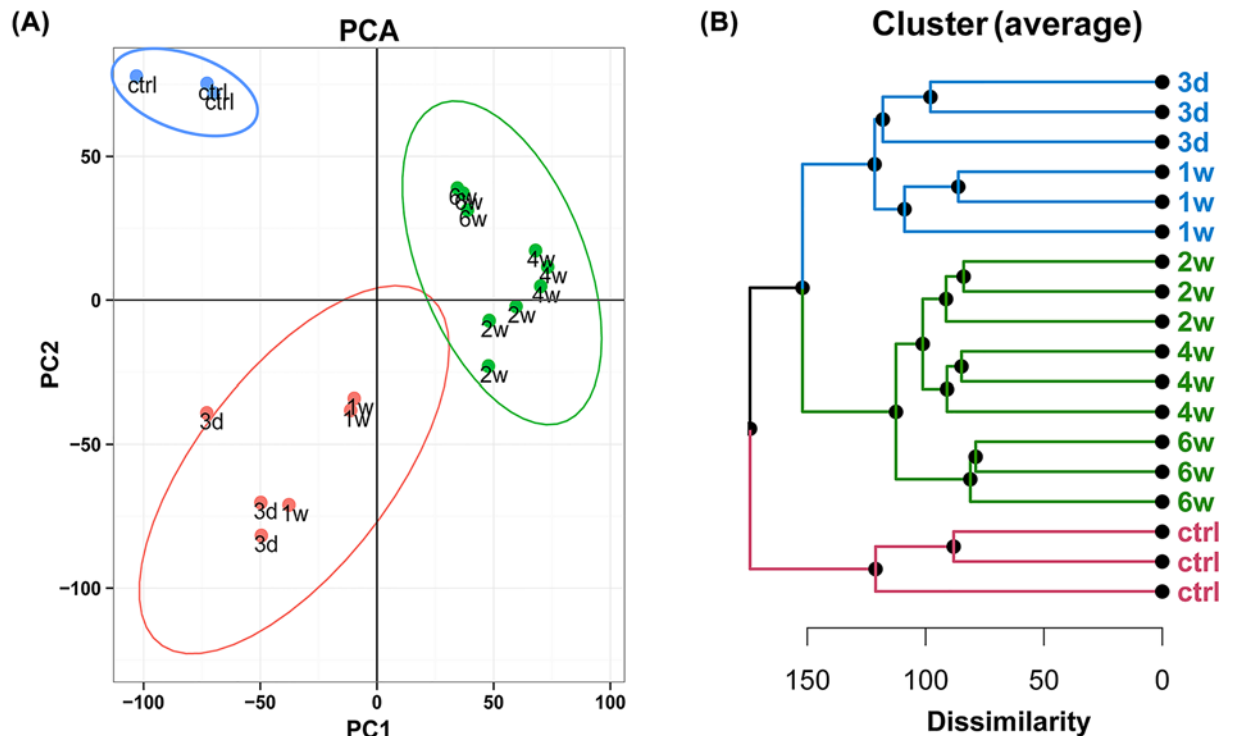 (A)
PCA
ctrl
ctrl
ctrl
6w
6w
6w
4w
4w
4w
2w
2w
2w
1w
1w
3d
3d
1w
3d
50
0
−50
−100
PC2
−100
−50
0
50
100
PC1
(B)
Cluster (average)
3d
3d
3d
1w
1w
1w
2w
2w
2w
4w
4w
4w
6w
6w
6w
ctrl
ctrl
ctrl
150
100
50
0
Dissimilarity